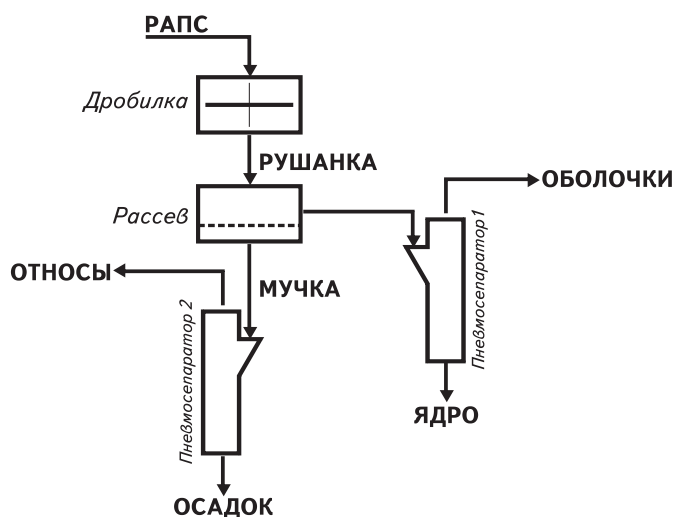 РАПС
Дробилка
РУШАНКА
ОБОЛОЧКИ
Рассев
Пневмосепаратор 1
ОТНОСЫ
МУЧКА
Пневмосепаратор 2
ЯДРО
ОСАДОК